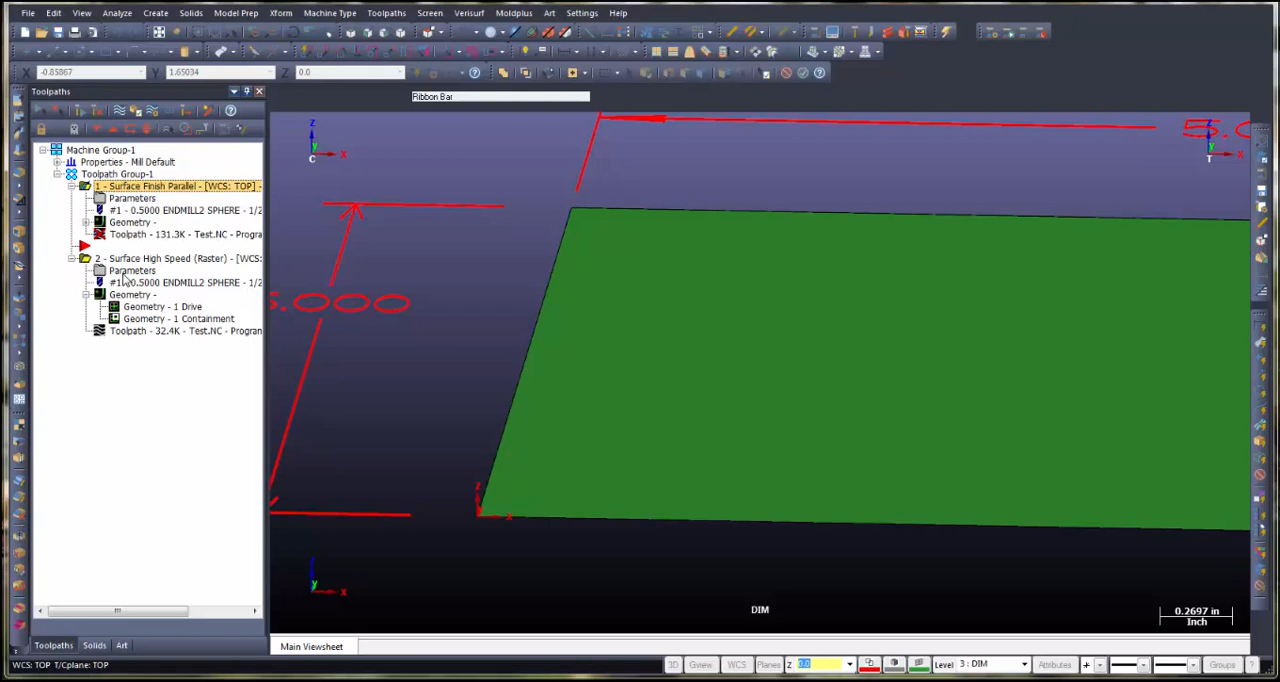 File Edit View Analyze Create Solids Model Prep Xform Machine Type Toolpaths Screen Verisurf Moldplus Art Settings Help
X -0.85867 Y 1.65034 Z 0.0
Toolpaths
Ribbon Bar
Machine Group-1
Properties - Mill Default
Toolpath Group-1
1 - Surface Finish Parallel - [WCS: TOP] -
Parameters
#1 - 0.5000 ENDMILL2 SPHERE - 1/2
Geometry -
Toolpath - 131.3K - Test.NC - Progra
2 - Surface High Speed (Raster) - [WCS:
Parameters
#1 - 0.5000 ENDMILL2 SPHERE - 1/2
Geometry -
Geometry - 1 Drive
Geometry - 1 Containment
Toolpath - 32.4K - Test.NC - Program
z
y
x
C
z
y
x
T
5.0
5.000
z
x
y
x
DIM
0.2697 in
Inch
Toolpaths Solids Art
Main Viewsheet
WCS: TOP T/Cplane: TOP
3D Gview WCS Planes Z 0.0 Level 3 : DIM Attributes Groups ?